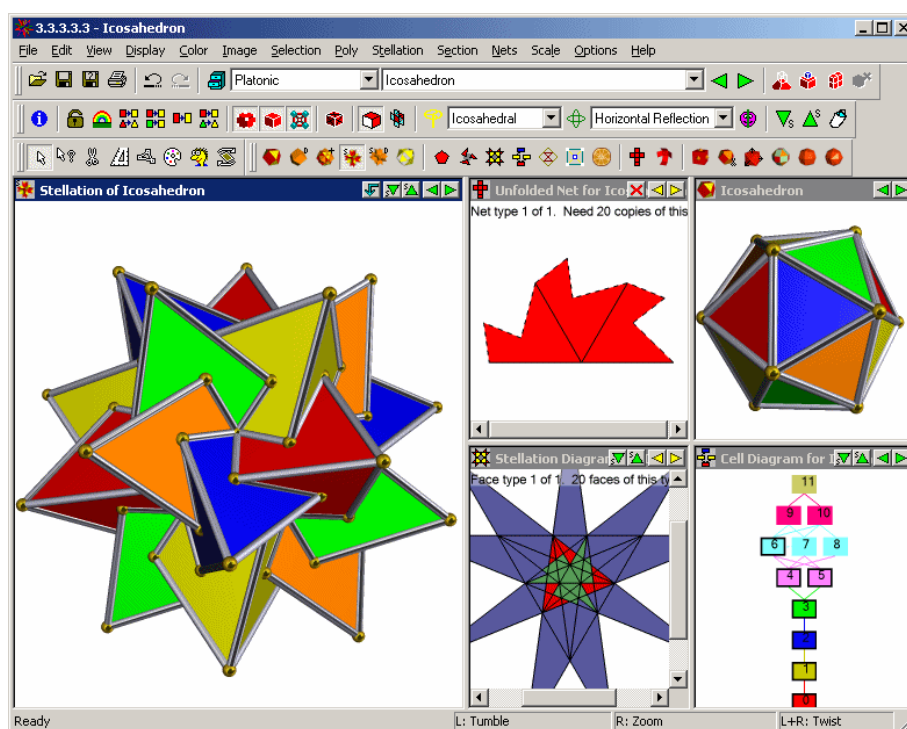 3.3.3.3.3 - Icosahedron
File Edit View Display Color Image Selection Poly Stellation Section Nets Scale Options Help
Platonic Icosahedron
Icosahedral Horizontal Reflection
Stellation of Icosahedron
Unfolded Net for Ico
Icosahedron
Net type 1 of 1. Need 20 copies of this
Stellation Diagra
Cell Diagram for I
Face type 1 of 1. 20 faces of this ty
11
9 10
6 7 8
4 5
3
2
1
0
Ready L: Tumble R: Zoom L+R: Twist